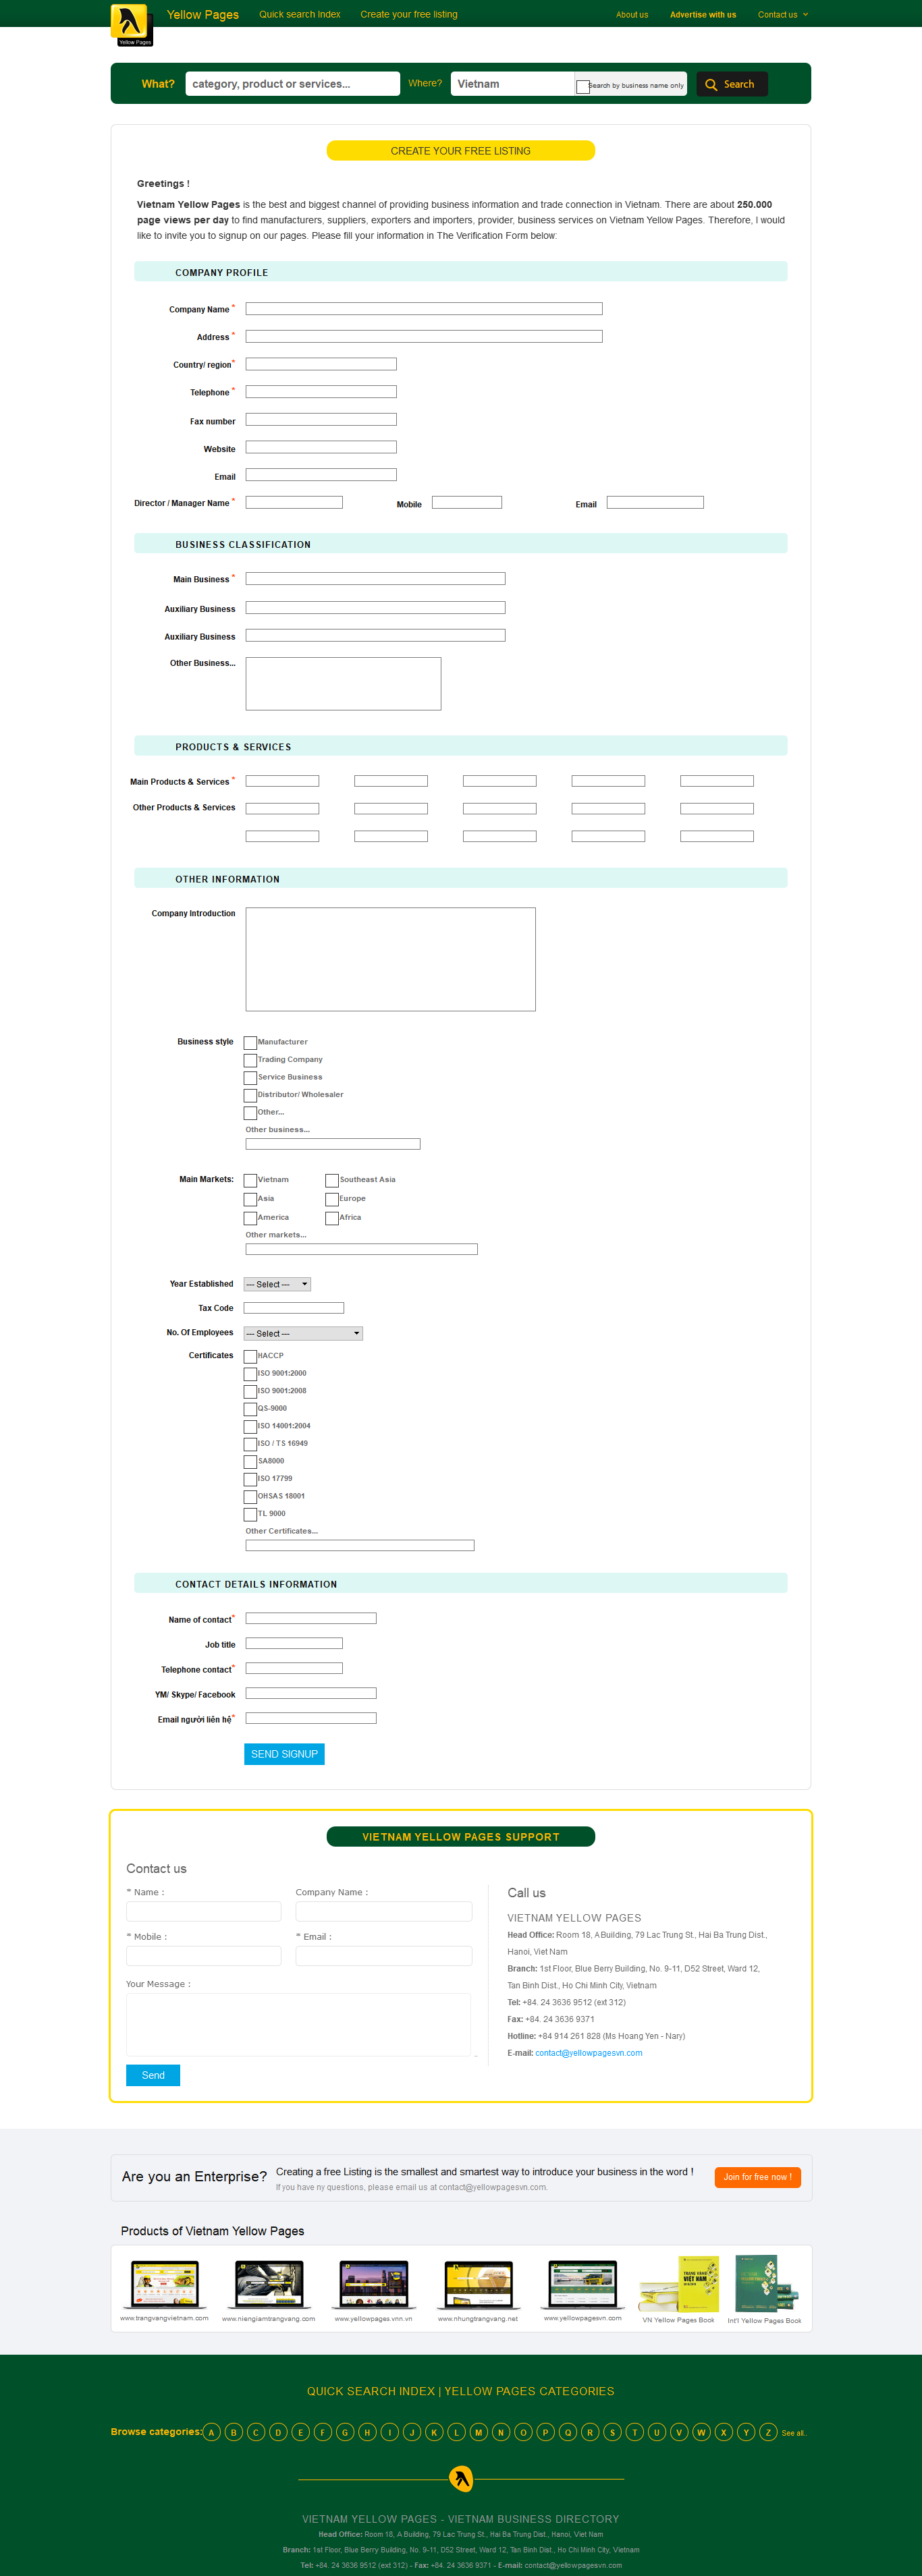 Yellow Pages
Yellow Pages Quick search index Create your free listing About us Advertise with us Contact us
What? category, product or services... Where? Vietnam Search by business name only Search
CREATE YOUR FREE LISTING
Greetings !
Vietnam Yellow Pages is the best and biggest channel of providing business information and trade connection in Vietnam. There are about 250.000
page views per day to find manufacturers, suppliers, exporters and importers, provider, business services on Vietnam Yellow Pages. Therefore, I would
like to invite you to signup on our pages. Please fill your information in The Verification Form below:
COMPANY PROFILE
Company Name *
Address *
Country/ region*
Telephone *
Fax number
Website
Email
Director / Manager Name * Mobile Email
BUSINESS CLASSIFICATION
Main Business *
Auxiliary Business
Auxiliary Business
Other Business...
PRODUCTS & SERVICES
Main Products & Services *
Other Products & Services
OTHER INFORMATION
Company Introduction
Business style Manufacturer
Trading Company
Service Business
Distributor/ Wholesaler
Other...
Other business...
Main Markets: Vietnam Southeast Asia
Asia Europe
America Africa
Other markets...
Year Established --- Select ---
Tax Code
No. Of Employees --- Select ---
Certificates HACCP
ISO 9001:2000
ISO 9001:2008
QS-9000
ISO 14001:2004
ISO / TS 16949
SA8000
ISO 17799
OHSAS 18001
TL 9000
Other Certificates...
CONTACT DETAILS INFORMATION
Name of contact*
Job title
Telephone contact*
YM/ Skype/ Facebook
Email người liên hệ*
SEND SIGNUP
VIETNAM YELLOW PAGES SUPPORT
Contact us
* Name : Company Name :
* Mobile : * Email :
Your Message :
Send
Call us
VIETNAM YELLOW PAGES
Head Office: Room 18, A Building, 79 Lac Trung St., Hai Ba Trung Dist.,
Hanoi, Viet Nam
Branch: 1st Floor, Blue Berry Building, No. 9-11, D52 Street, Ward 12,
Tan Binh Dist., Ho Chi Minh City, Vietnam
Tel: +84. 24 3636 9512 (ext 312)
Fax: +84. 24 3636 9371
Hotline: +84 914 261 828 (Ms Hoang Yen - Nary)
E-mail: contact@yellowpagesvn.com
Are you an Enterprise? Creating a free Listing is the smallest and smartest way to introduce your business in the word ! Join for free now !
If you have ny questions, please email us at contact@yellowpagesvn.com.
Products of Vietnam Yellow Pages
www.trangvangvietnam.com www.niengiamtrangvang.com www.yellowpages.vnn.vn www.nhungtrangvang.net www.yellowpagesvn.com VN Yellow Pages Book Int'l Yellow Pages Book
QUICK SEARCH INDEX | YELLOW PAGES CATEGORIES
Browse categories: A B C D E F G H I J K L M N O P Q R S T U V W X Y Z See all..
VIETNAM YELLOW PAGES - VIETNAM BUSINESS DIRECTORY
Head Office: Room 18, A Building, 79 Lac Trung St., Hai Ba Trung Dist., Hanoi, Viet Nam
Branch: 1st Floor, Blue Berry Building, No. 9-11, D52 Street, Ward 12, Tan Binh Dist., Ho Chi Minh City, Vietnam
Tel: +84. 24 3636 9512 (ext 312) - Fax: +84. 24 3636 9371 - E-mail: contact@yellowpagesvn.com